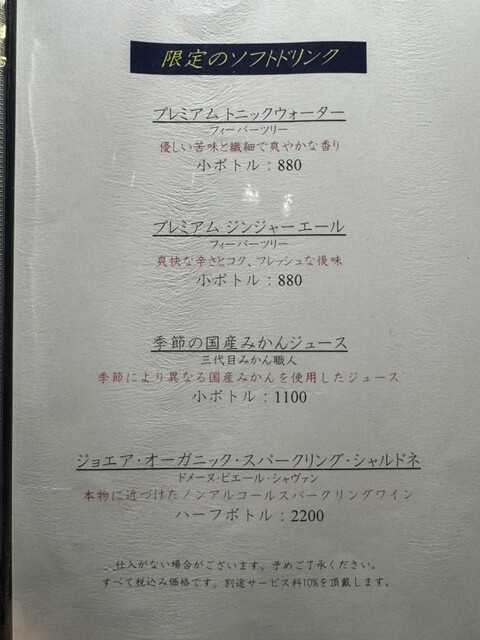 限定のソフトドリンク
プレミアム トニックウォーター
フィーバーツリー
優しい苦味と繊細で爽やかな香り
小ボトル：880
プレミアム ジンジャーエール
フィーバーツリー
爽快な辛さとコク、フレッシュな後味
小ボトル：880
季節の国産みかんジュース
三代目みかん職人
季節により異なる国産みかんを使用したジュース
小ボトル：1100
ジョエア・オーガニック・スパークリング・シャルドネ
ドメーヌ・ピエール・シャヴァン
本物に近づけたノンアルコールスパークリングワイン
ハーフボトル：2200
仕入がない場合がございます、予めご了承ください。
すべて税込み価格です。別途サービス料10%を頂戴します。